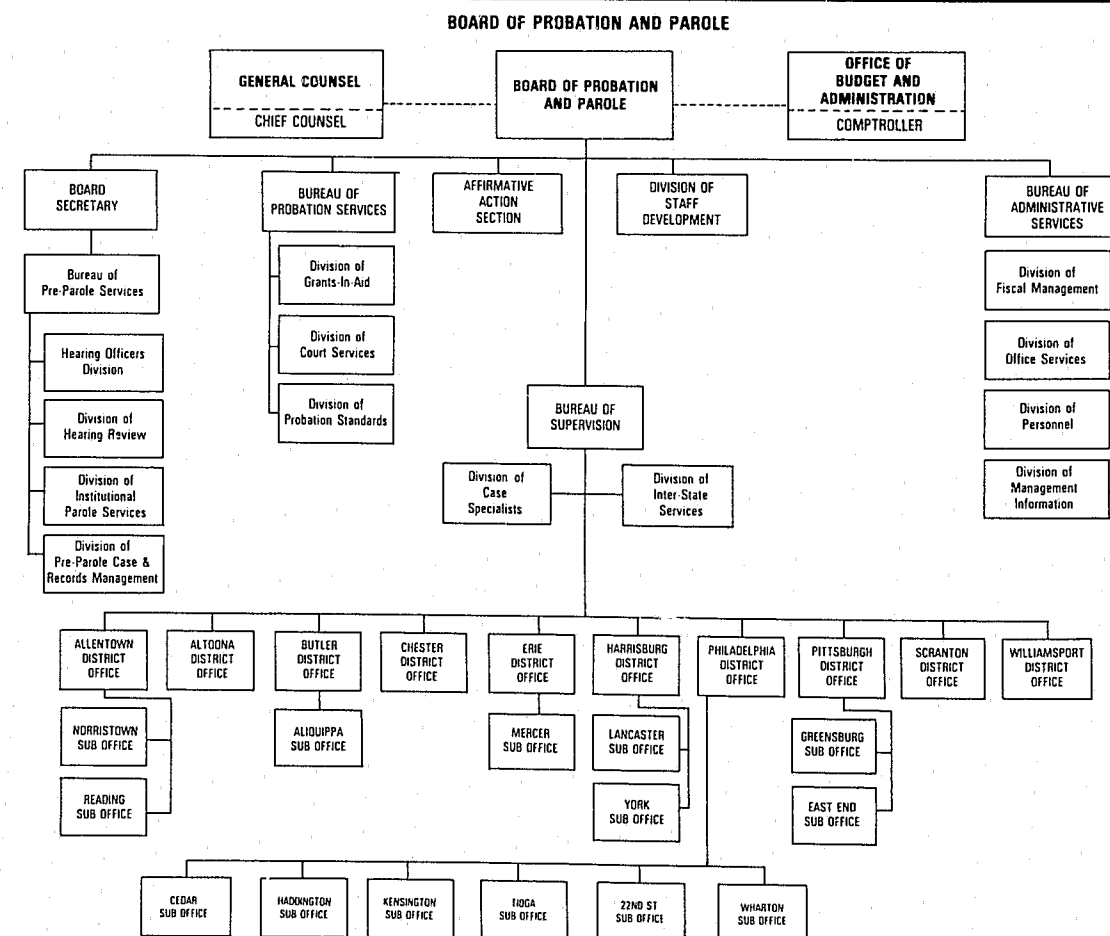 BOARD OF PROBATION AND PAROLE
GENERAL COUNSEL
CHIEF COUNSEL
BOARD OF PROBATION
AND PAROLE
OFFICE OF
BUDGET AND
ADMINISTRATION
COMPTROLLER
BOARD
SECRETARY
BUREAU OF
PROBATION SERVICES
AFFIRMATIVE
ACTION
SECTION
DIVISION OF
STAFF
DEVELOPMENT
BUREAU OF
ADMINISTRATIVE
SERVICES
Bureau of
Pre-Parole Services
Hearing Officers
Division
Division of
Hearing Review
Division of
Institutional
Parole Services
Division of
Pre-Parole Case &
Records Management
Division of
Grants-In-Aid
Division of
Court Services
Division of
Probation Standards
Division of
Fiscal Management
Division of
Office Services
Division of
Personnel
Division of
Management
Information
BUREAU OF
SUPERVISION
Division of
Case
Specialists
Division of
Inter-State
Services
ALLENTOWN
DISTRICT
OFFICE
ALTOONA
DISTRICT
OFFICE
BUTLER
DISTRICT
OFFICE
CHESTER
DISTRICT
OFFICE
ERIE
DISTRICT
OFFICE
HARRISBURG
DISTRICT
OFFICE
PHILADELPHIA
DISTRICT
OFFICE
PITTSBURGH
DISTRICT
OFFICE
SCRANTON
DISTRICT
OFFICE
WILLIAMSPORT
DISTRICT
OFFICE
NORRISTOWN
SUB OFFICE
READING
SUB OFFICE
ALIQUIPPA
SUB OFFICE
MERCER
SUB OFFICE
LANCASTER
SUB OFFICE
YORK
SUB OFFICE
GREENSBURG
SUB OFFICE
EAST END
SUB OFFICE
CEDAR
SUB OFFICE
HADDINGTON
SUB OFFICE
KENSINGTON
SUB OFFICE
TIOGA
SUB OFFICE
22ND ST
SUB OFFICE
WHARTON
SUB OFFICE